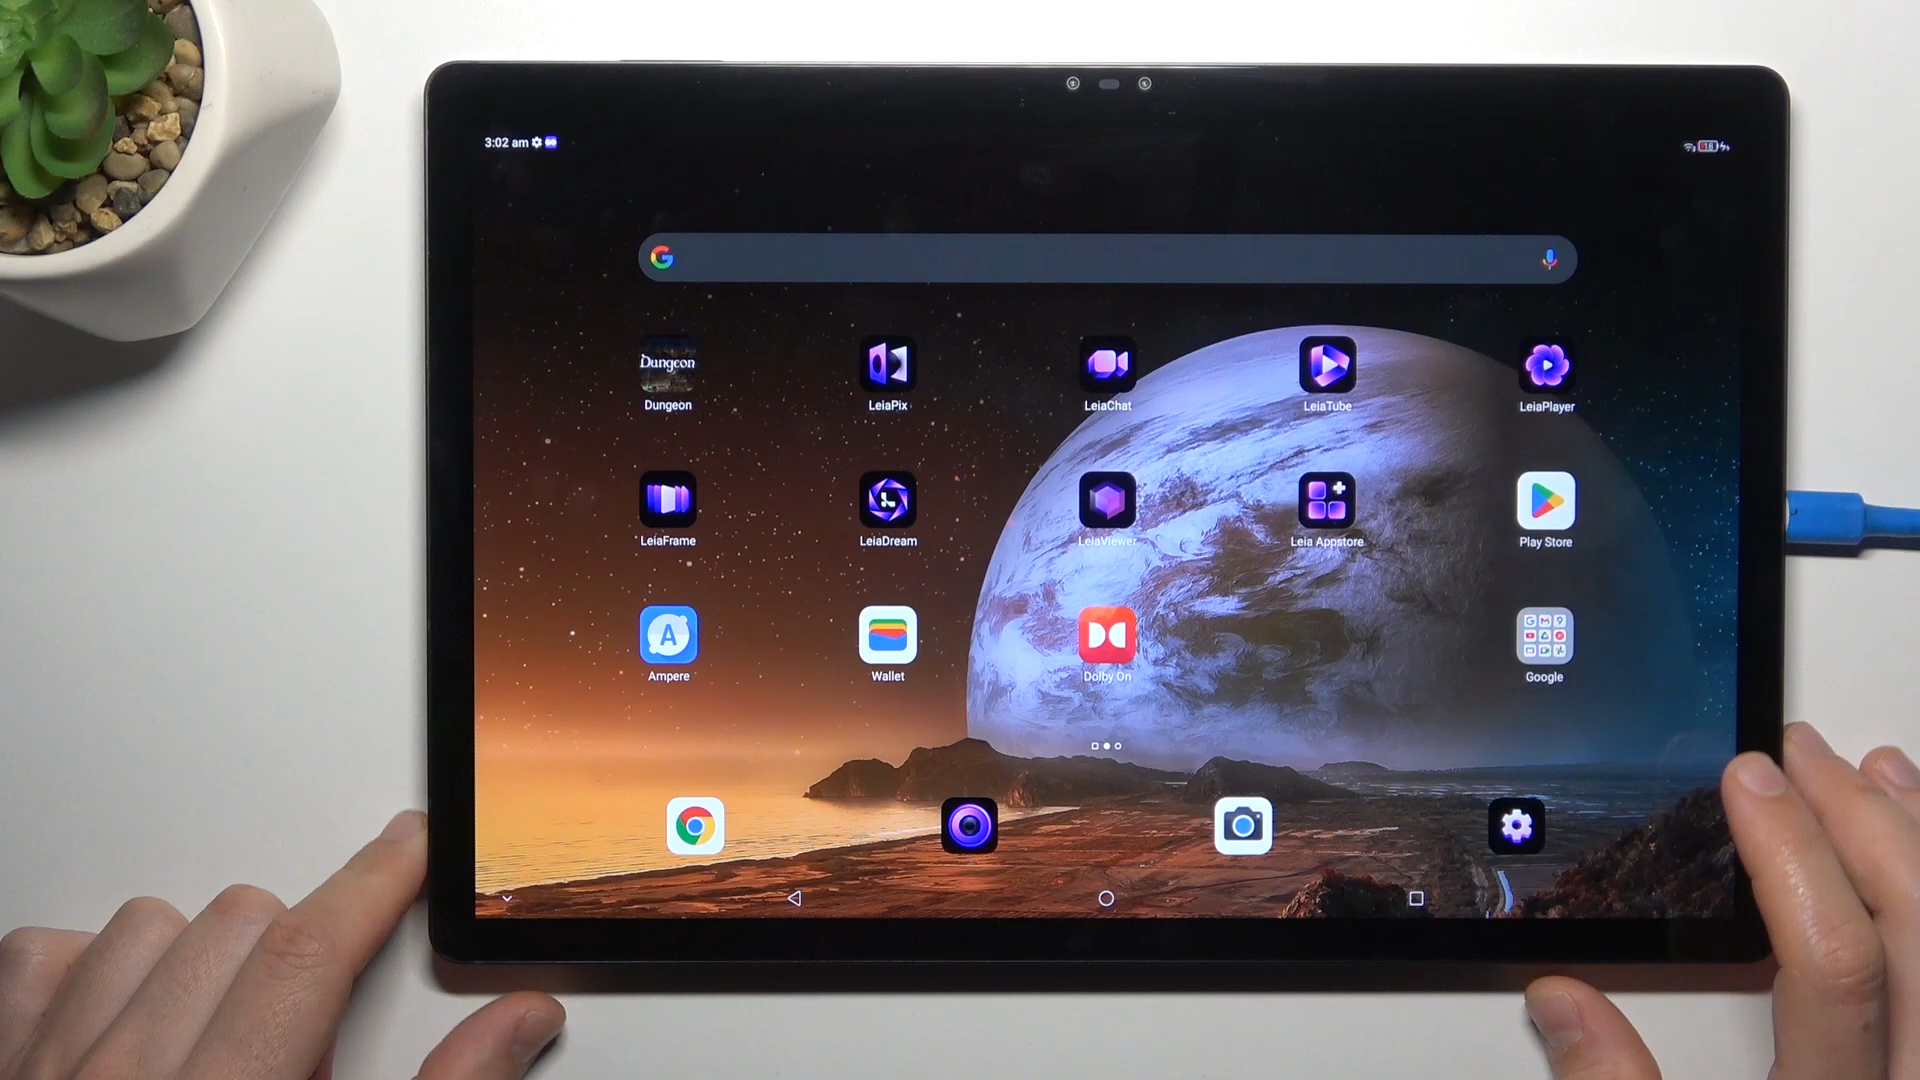 3:02 am
18
Dungeon
Dungeon
LeiaPix
LeiaChat
LeiaTube
LeiaPlayer
LeiaFrame
LeiaDream
LeiaViewer
Leia Appstore
Play Store
A
Ampere
Wallet
Dolby On
Google